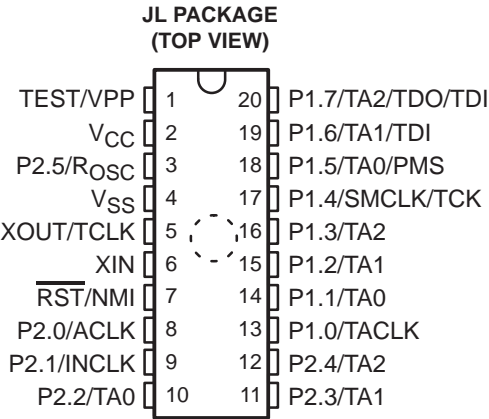 JL PACKAGE
(TOP VIEW)
TEST/VPP 1 20 P1.7/TA2/TDO/TDI
VCC 2 19 P1.6/TA1/TDI
P2.5/ROSC 3 18 P1.5/TA0/PMS
VSS 4 17 P1.4/SMCLK/TCK
XOUT/TCLK 5 16 P1.3/TA2
XIN 6 15 P1.2/TA1
RST/NMI 7 14 P1.1/TA0
P2.0/ACLK 8 13 P1.0/TACLK
P2.1/INCLK 9 12 P2.4/TA2
P2.2/TA0 10 11 P2.3/TA1